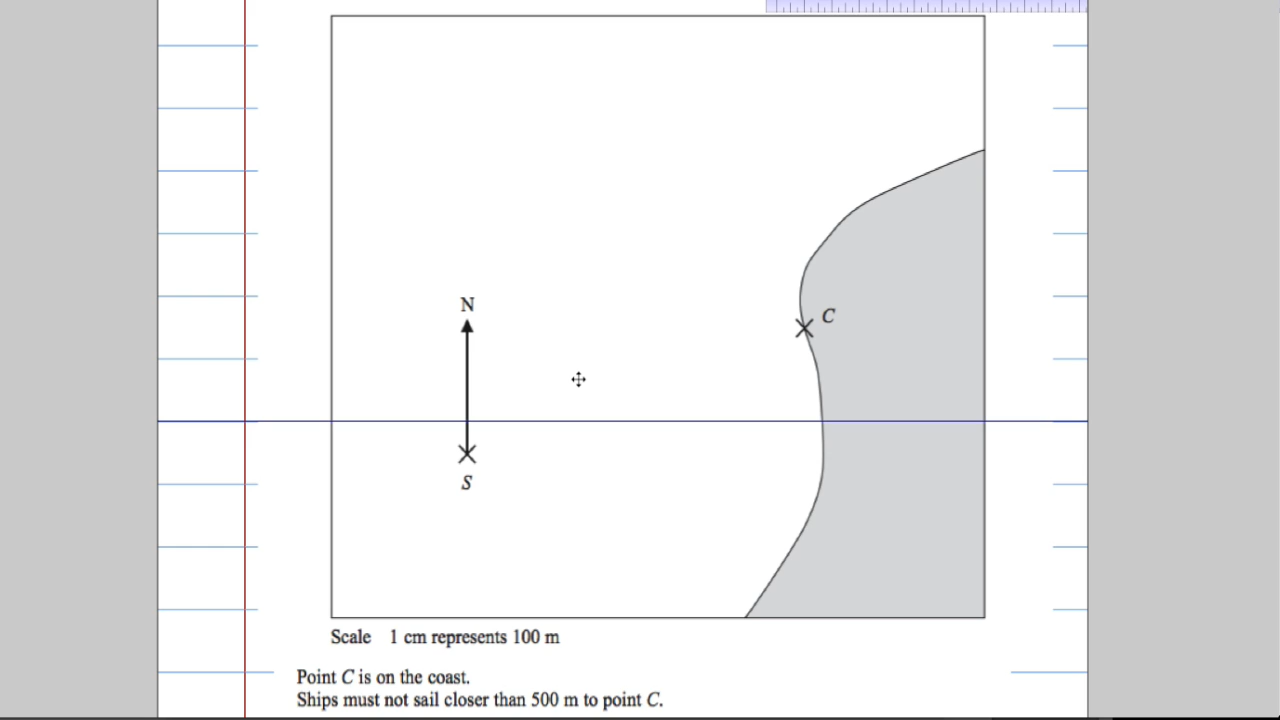 N
C
S
Scale 1 cm represents 100 m
Point C is on the coast.
Ships must not sail closer than 500 m to point C.